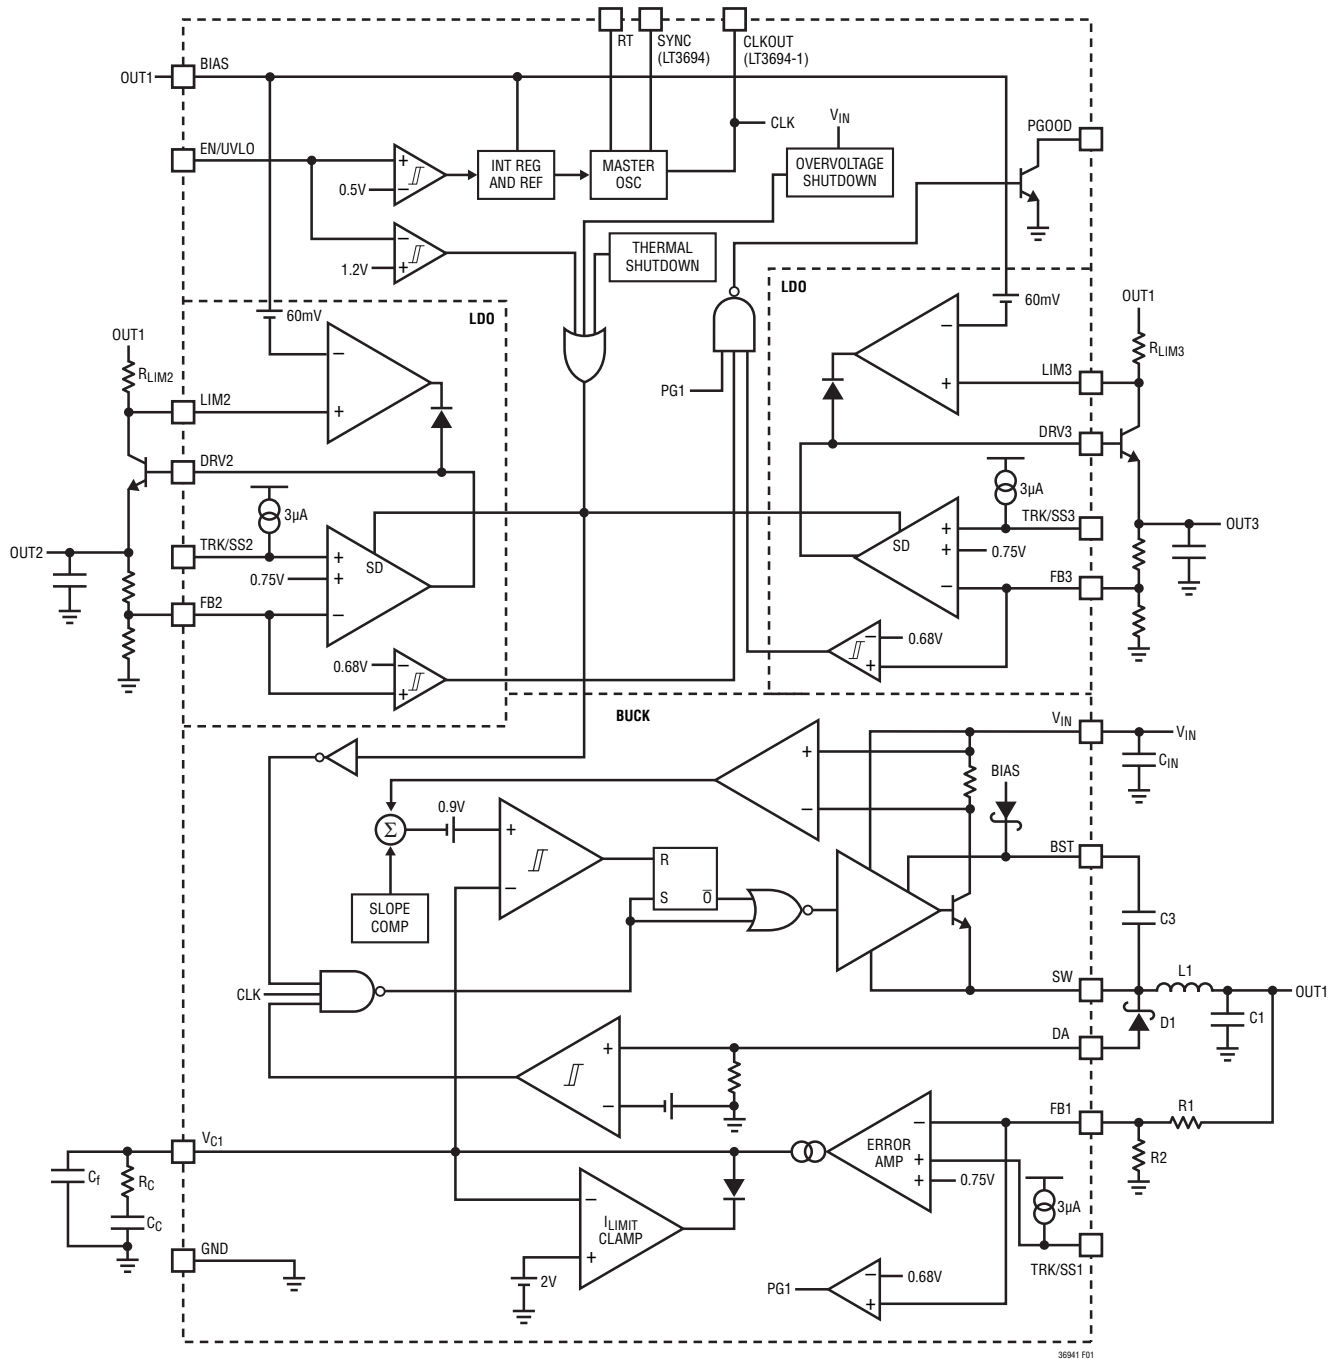 RT
SYNC
(LT3694)
CLKOUT
(LT3694-1)
OUT1
BIAS
CLK
VIN
PGOOD
EN/UVLO
+
−
0.5V
INT REG
AND REF
MASTER
OSC
OVERVOLTAGE
SHUTDOWN
−
+
1.2V
THERMAL
SHUTDOWN
LDO
60mV
LDO
60mV
OUT1
OUT1
RLIM2
RLIM3
−
+
−
+
LIM2
LIM3
PG1
DRV2
DRV3
3µA
3µA
TRK/SS2
TRK/SS3
OUT2
OUT3
+
+
−
SD
0.75V
SD
+
+
−
0.75V
FB2
FB3
0.68V
−
+
−
+
0.68V
BUCK
VIN
VIN
CIN
+
−
BIAS
0.9V
Σ
+
−
R
S
O
BST
SLOPE
COMP
C3
SW
L1
OUT1
CLK
D1
C1
DA
+
−
FB1
R1
R2
VC1
ERROR
AMP
−
+
+
0.75V
3µA
Cf
RC
CC
−
+
ILIMIT
CLAMP
GND
2V
TRK/SS1
PG1
−
+
0.68V
36941 F01